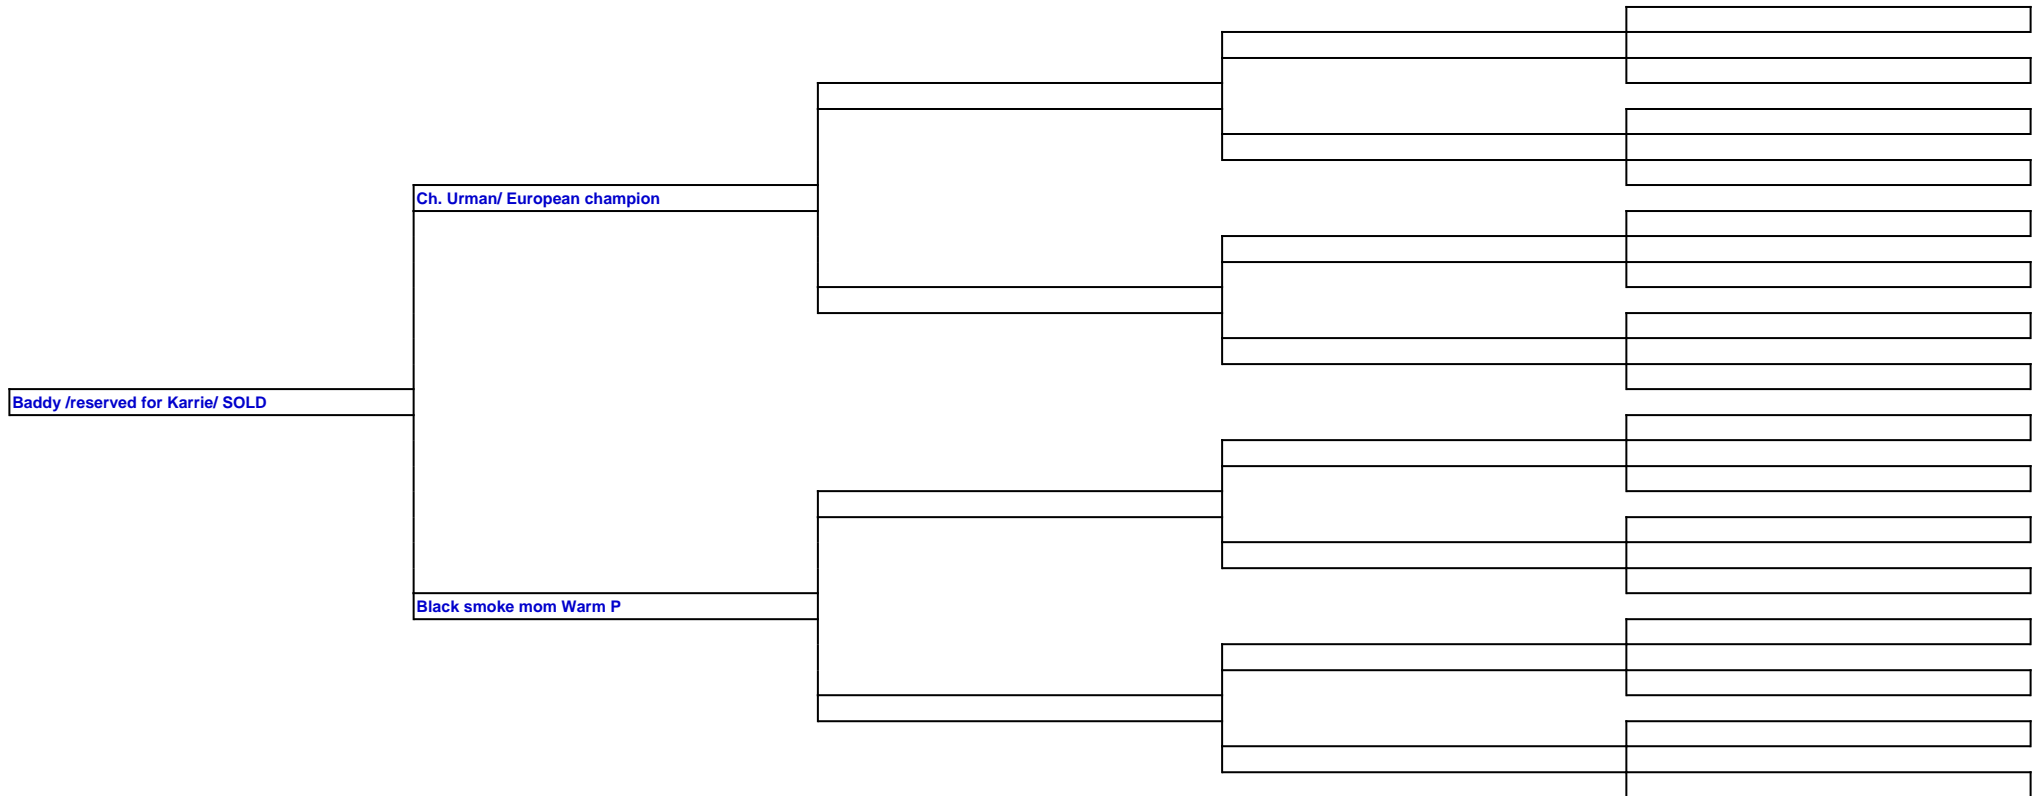 Ch. Urman/ European champion
Baddy /reserved for Karrie/ SOLD
Black smoke mom Warm P